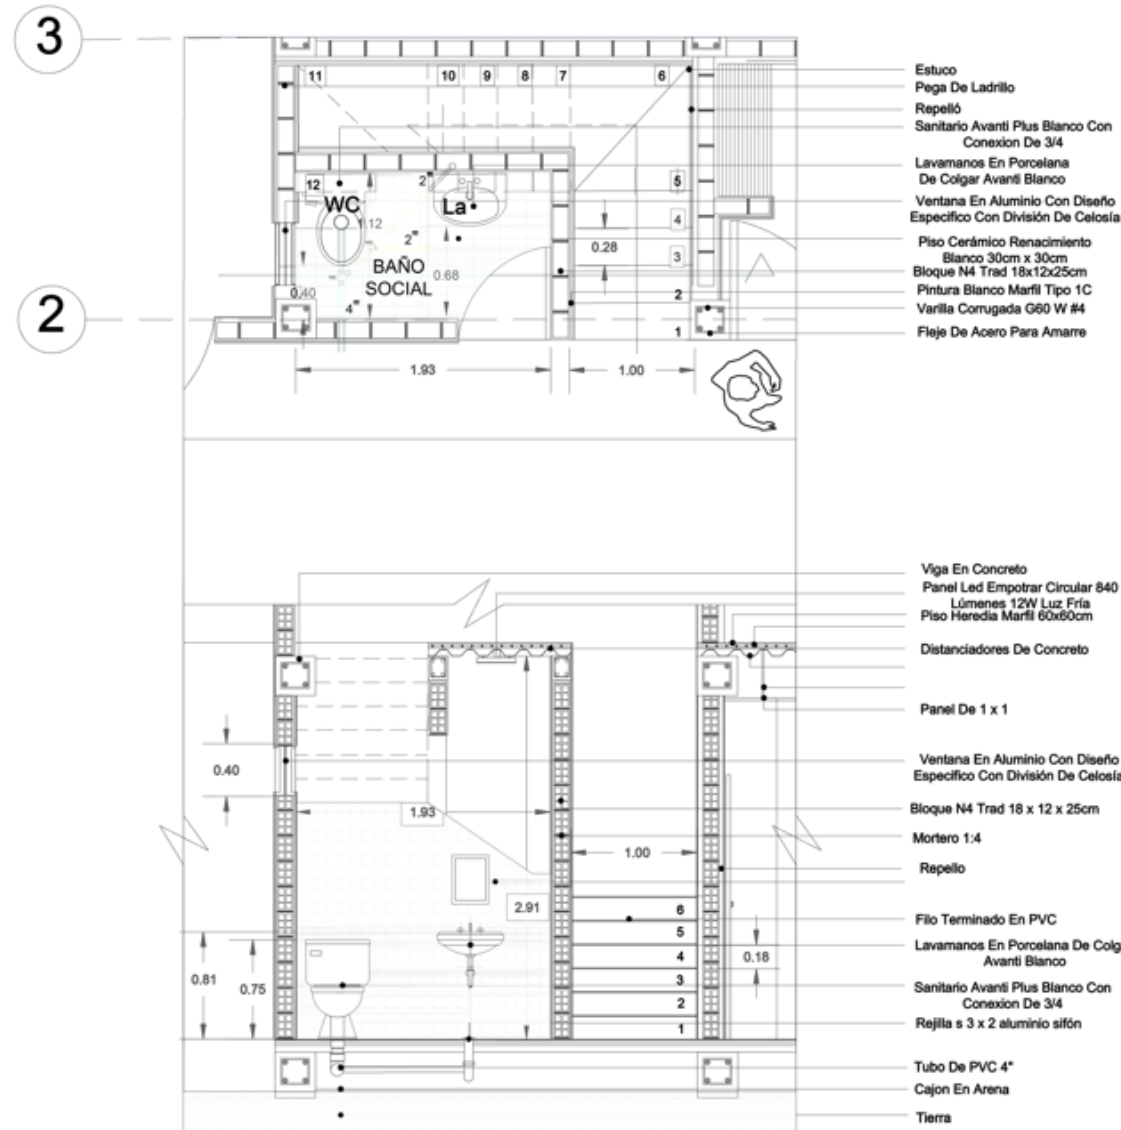 3
11
10
9
8
7
6
Estuco
Pega De Ladrillo
Repelló
Sanitario Avanti Plus Blanco Con
Conexion De 3/4
Lavamanos En Porcelana
De Colgar Avanti Blanco
12
2"
5
WC
La
Ventana En Aluminio Con Diseño
Especifico Con División De Celosía
4
2"
0.28
BAÑO
SOCIAL
0.68
3
Piso Cerámico Renacimiento
Blanco 30cm x 30cm
Bloque N4 Trad 18x12x25cm
0.40
2
Pintura Blanco Marfil Tipo 1C
4"
Varilla Corrugada G60 W #4
2
1
Fleje De Acero Para Amarre
1.93
1.00
Viga En Concreto
Panel Led Empotrar Circular 840
Lúmenes 12W Luz Fría
Piso Heredia Marfil 60x60cm
Distanciadores De Concreto
Panel De 1 x 1
0.40
Ventana En Aluminio Con Diseño
Especifico Con División De Celosía
1.93
Bloque N4 Trad 18 x 12 x 25cm
Mortero 1:4
1.00
Repello
2.91
6
Filo Terminado En PVC
5
Lavamanos En Porcelana De Colg
Avanti Blanco
4
0.18
0.81
0.75
3
Sanitario Avanti Plus Blanco Con
Conexion De 3/4
2
1
Rejilla s 3 x 2 aluminio sifón
Tubo De PVC 4"
Cajon En Arena
Tierra